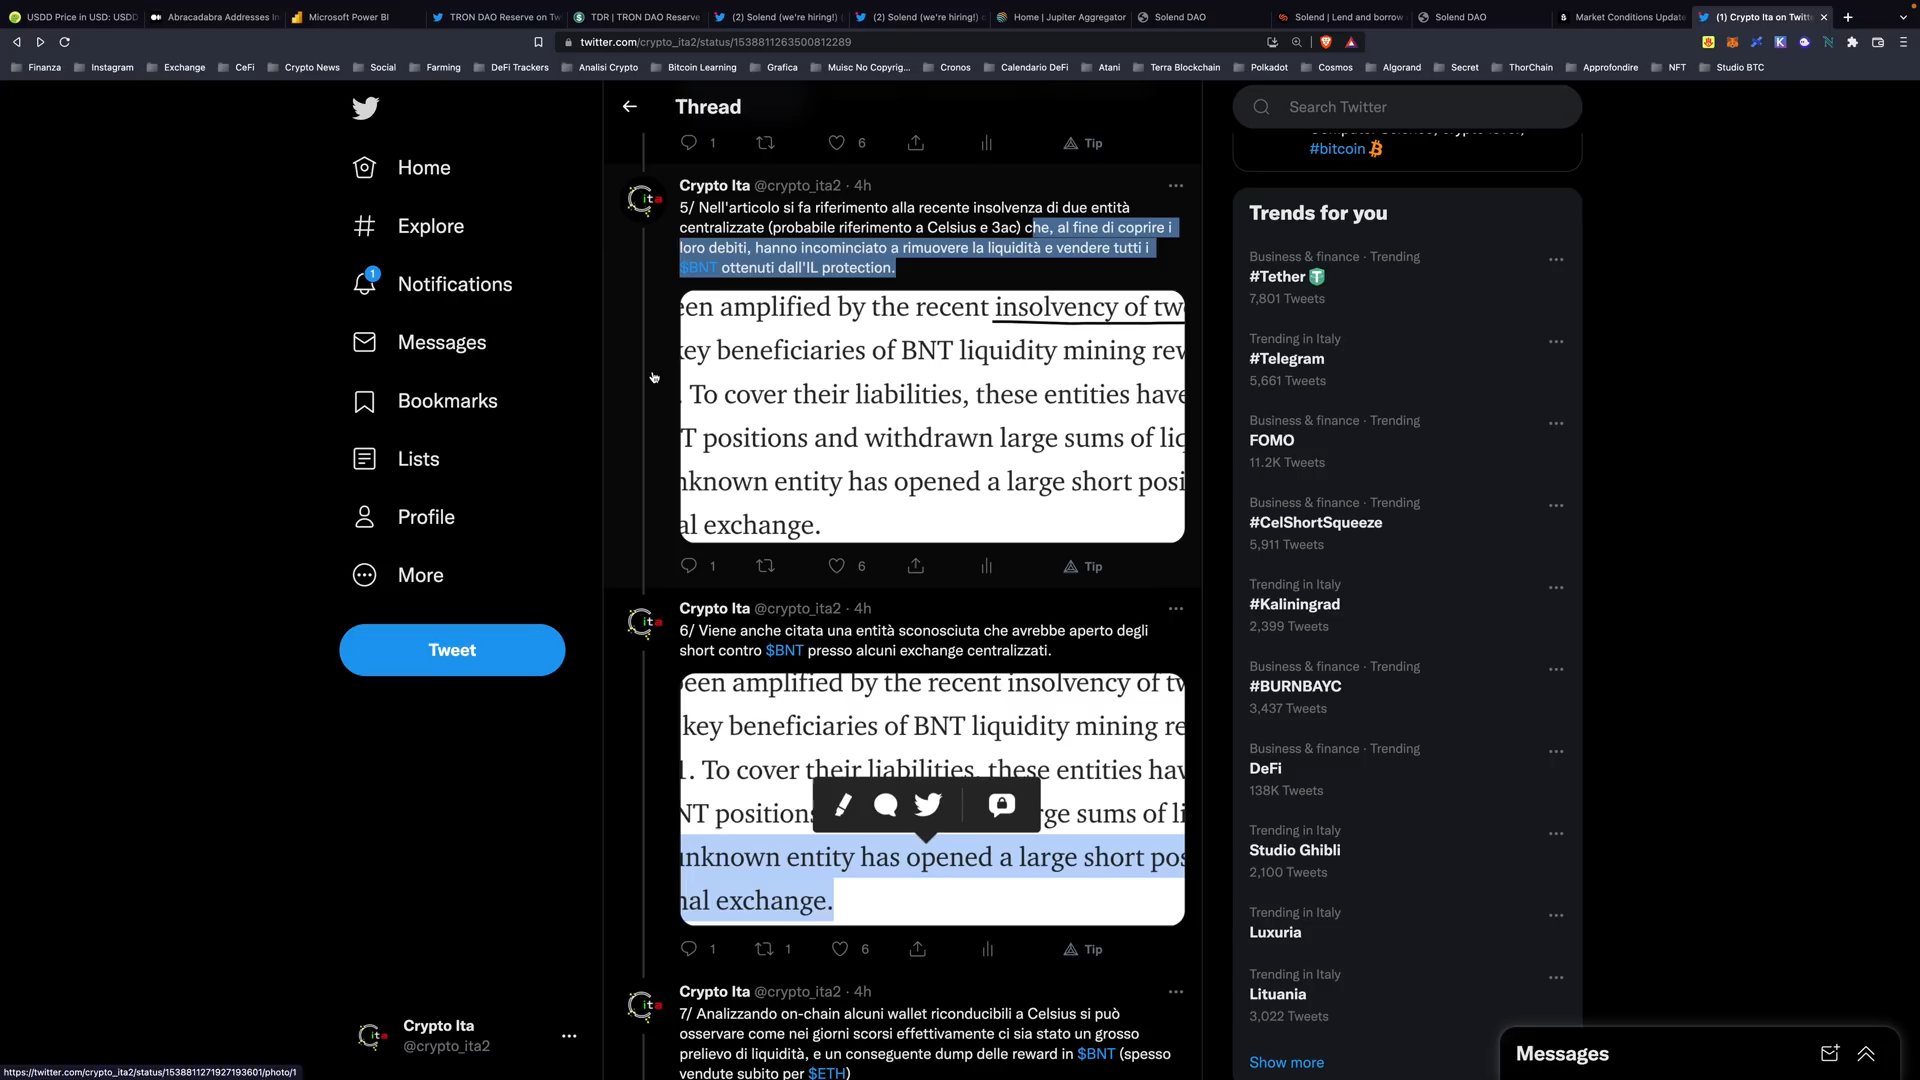 USDD Price in USD: USDD
Abracadabra Addresses In
Microsoft Power BI
TRON DAO Reserve on Tw
TDR | TRON DAO Reserve
(2) Solend (we're hiring!)
(2) Solend (we're hiring!)
Home | Jupiter Aggregator
Solend DAO
Solend | Lend and borrow
Solend DAO
Market Conditions Update
(1) Crypto Ita on Twitt
twitter.com/crypto_ita2/status/1538811263500812289
Finanza
Instagram
Exchange
CeFi
Crypto News
Social
Farming
DeFi Trackers
Analisi Crypto
Bitcoin Learning
Grafica
Muisc No Copyrig...
Cronos
Calendario DeFi
Atani
Terra Blockchain
Polkadot
Cosmos
Algorand
Secret
ThorChain
Approfondire
NFT
Studio BTC
Home
Explore
1
Notifications
Messages
Bookmarks
Lists
Profile
More
Tweet
Crypto Ita
@crypto_ita2
https://twitter.com/crypto_ita2/status/1538811271927193601/photo/1
Thread
1
6
Tip
Crypto Ita @crypto_ita2 · 4h
5/ Nell'articolo si fa riferimento alla recente insolvenza di due entità
centralizzate (probabile riferimento a Celsius e 3ac) che, al fine di coprire i
loro debiti, hanno incominciato a rimuovere la liquidità e vendere tutti i
$BNT ottenuti dall'IL protection.
een amplified by the recent insolvency of tw
key beneficiaries of BNT liquidity mining rew
. To cover their liabilities, these entities have
T positions and withdrawn large sums of liq
nknown entity has opened a large short posi
al exchange.
1
6
Tip
Crypto Ita @crypto_ita2 · 4h
6/ Viene anche citata una entità sconosciuta che avrebbe aperto degli
short contro $BNT presso alcuni exchange centralizzati.
been amplified by the recent insolvency of tw
key beneficiaries of BNT liquidity mining re
1. To cover their liabilities, these entities hav
NT positions rge sums of li
unknown entity has opened a large short pos
nal exchange.
1
1
6
Tip
Crypto Ita @crypto_ita2 · 4h
7/ Analizzando on-chain alcuni wallet riconducibili a Celsius si può
osservare come nei giorni scorsi effettivamente ci sia stato un grosso
prelievo di liquidità, e un conseguente dump delle reward in $BNT (spesso
vendute subito per $ETH)
Search Twitter
Computer Science, crypto lover,
#bitcoin
Trends for you
Business & finance · Trending
#Tether
7,801 Tweets
Trending in Italy
#Telegram
5,661 Tweets
Business & finance · Trending
FOMO
11.2K Tweets
Business & finance · Trending
#CelShortSqueeze
5,911 Tweets
Trending in Italy
#Kaliningrad
2,399 Tweets
Business & finance · Trending
#BURNBAYC
3,437 Tweets
Business & finance · Trending
DeFi
138K Tweets
Trending in Italy
Studio Ghibli
2,100 Tweets
Trending in Italy
Luxuria
Trending in Italy
Lituania
3,022 Tweets
Show more
Messages